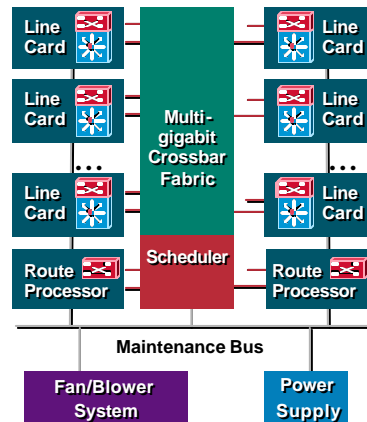 Line
Card
Line
Card
...
Line
Card
Route
Processor
Multi-
gigabit
Crossbar
Fabric
Scheduler
Line
Card
Line
Card
...
Line
Card
Route
Processor
Maintenance Bus
Fan/Blower
System
Power
Supply